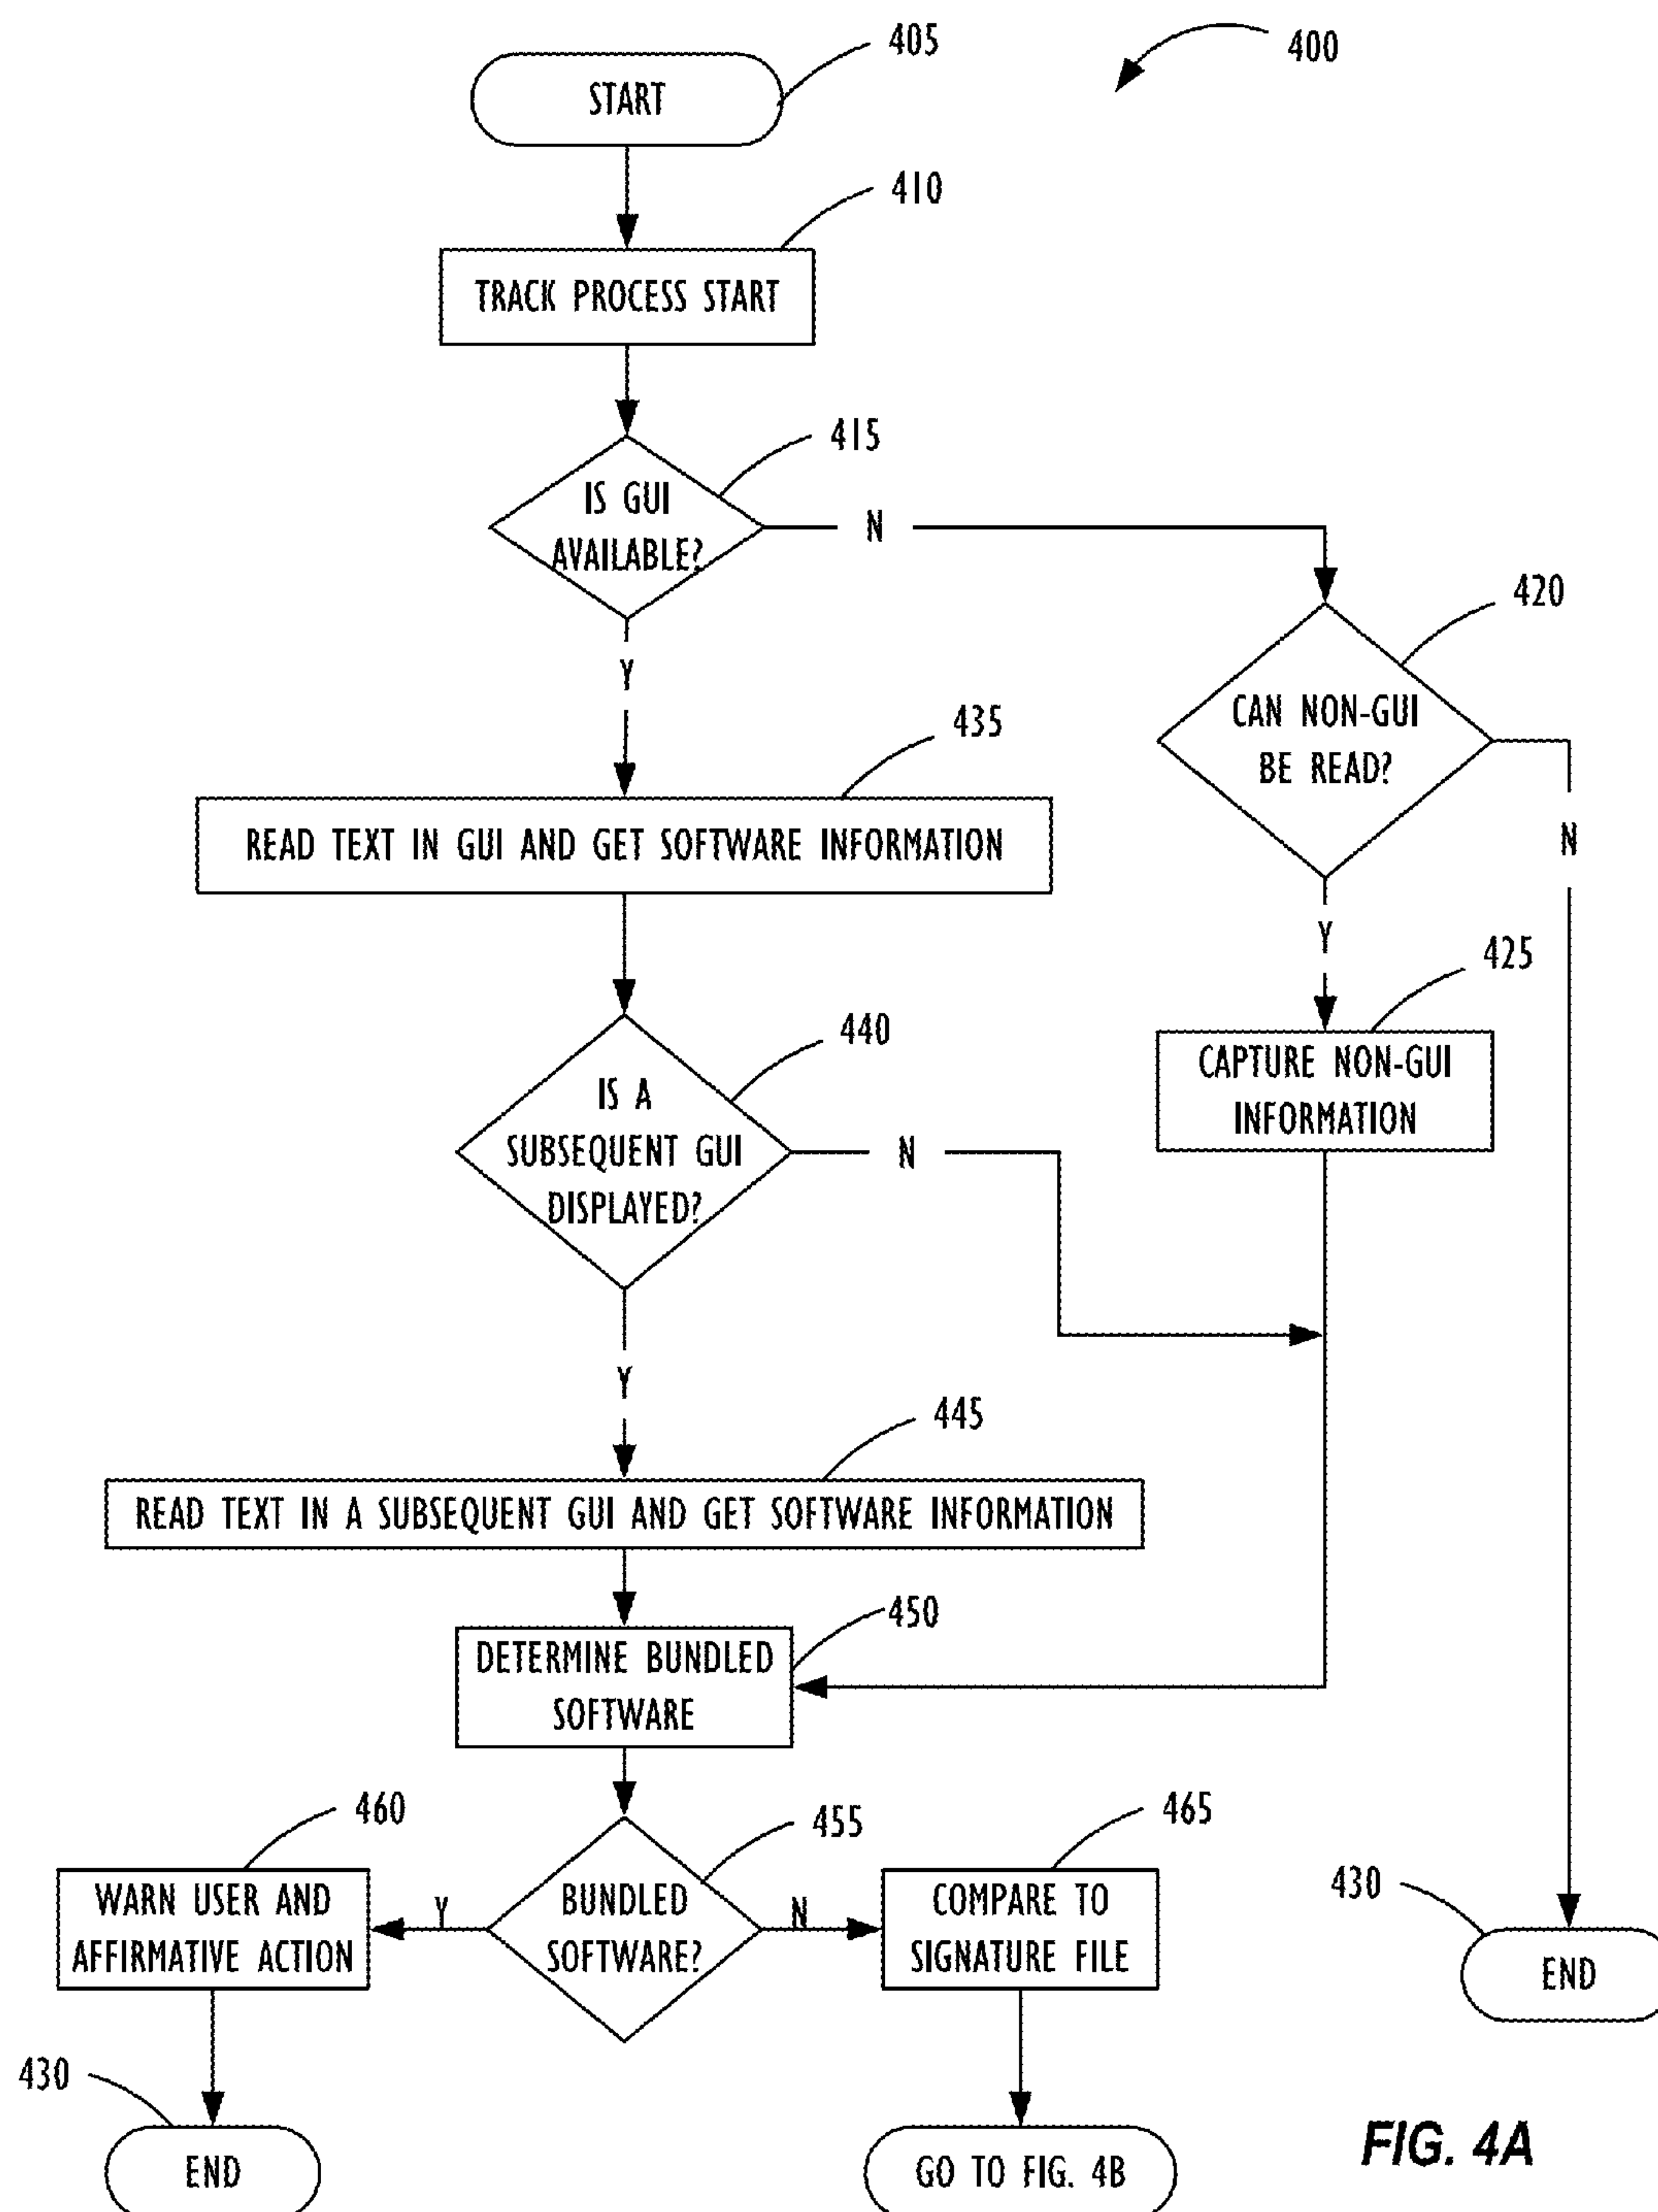 405
400
START
410
TRACK PROCESS START
415
IS GUI
AVAILABLE?
N
420
Y
CAN NON-GUI
BE READ?
435
N
READ TEXT IN GUI AND GET SOFTWARE INFORMATION
Y
425
440
CAPTURE NON-GUI
INFORMATION
IS A
SUBSEQUENT GUI
DISPLAYED?
N
Y
445
READ TEXT IN A SUBSEQUENT GUI AND GET SOFTWARE INFORMATION
450
DETERMINE BUNDLED
SOFTWARE
460
455
465
430
WARN USER AND
AFFIRMATIVE ACTION
Y
BUNDLED
SOFTWARE?
N
COMPARE TO
SIGNATURE FILE
END
430
END
GO TO FIG. 4B
FIG. 4A